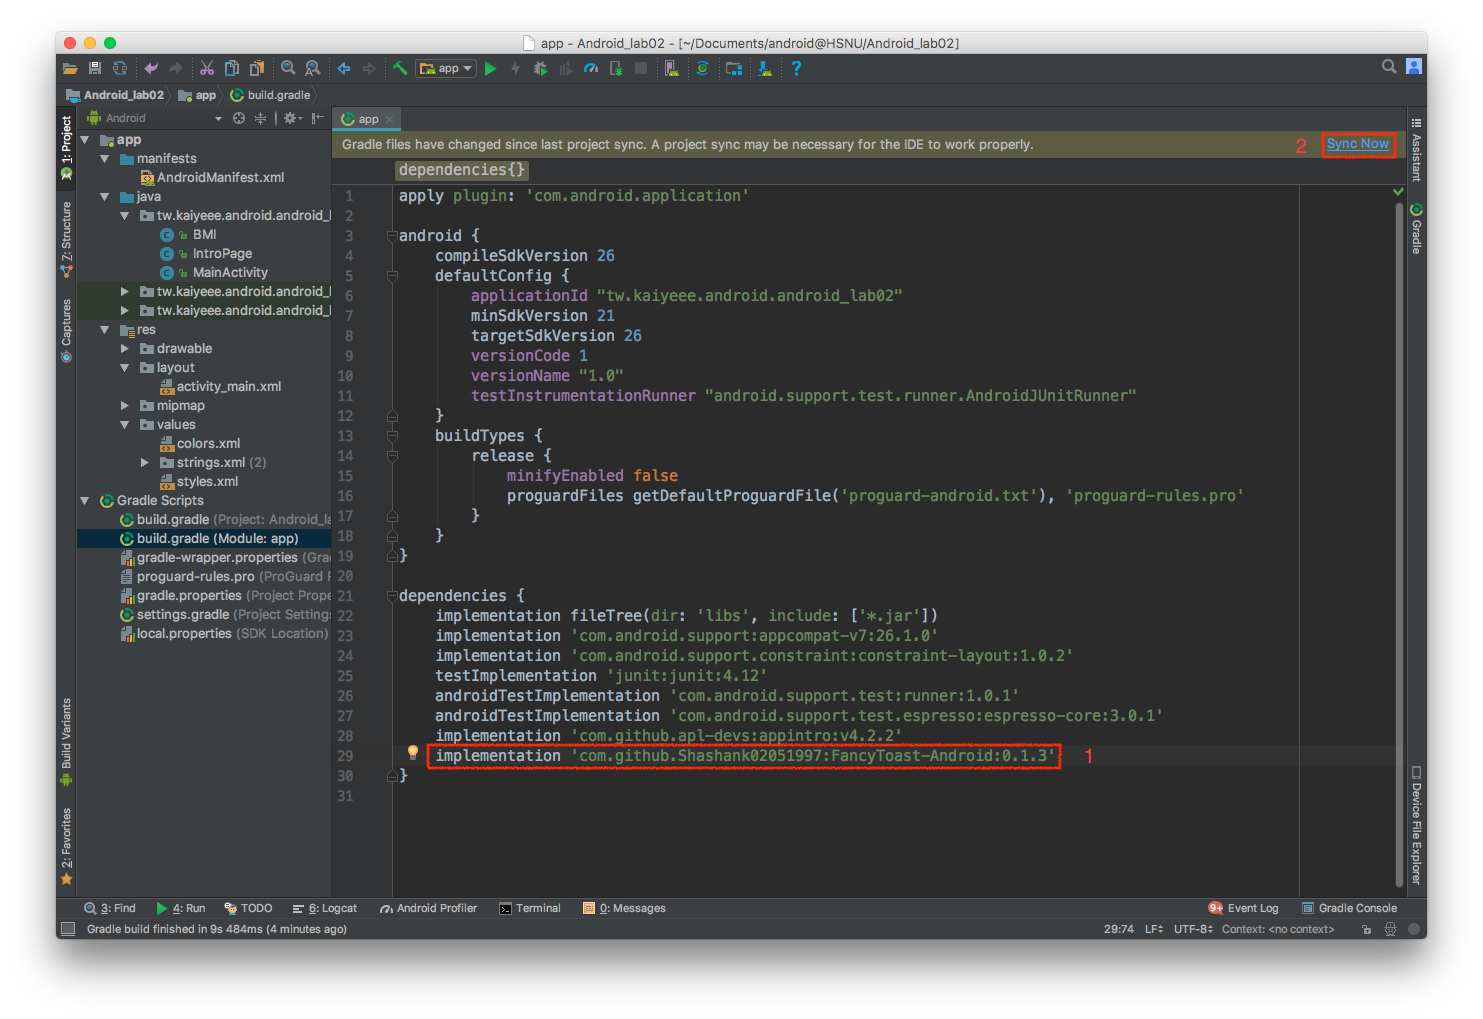 app - Android_lab02 - [~/Documents/android@HSNU/Android_lab02]
app
Android_lab02
app
build.gradle
Android
app
1: Project
Z: Structure
Captures
Build Variants
2: Favorites
app
manifests
AndroidManifest.xml
java
tw.kaiyeee.android.android_l
BMI
IntroPage
MainActivity
tw.kaiyeee.android.android_l
tw.kaiyeee.android.android_l
res
drawable
layout
activity_main.xml
mipmap
values
colors.xml
strings.xml (2)
styles.xml
Gradle Scripts
build.gradle (Project: Android_la
build.gradle (Module: app)
gradle-wrapper.properties (Gra
proguard-rules.pro (ProGuard R
gradle.properties (Project Prope
settings.gradle (Project Settings
local.properties (SDK Location)
Gradle files have changed since last project sync. A project sync may be necessary for the IDE to work properly.
2 Sync Now
dependencies{}
1 apply plugin: 'com.android.application'
2
3 android {
4 compileSdkVersion 26
5 defaultConfig {
6 applicationId "tw.kaiyeee.android.android_lab02"
7 minSdkVersion 21
8 targetSdkVersion 26
9 versionCode 1
10 versionName "1.0"
11 testInstrumentationRunner "android.support.test.runner.AndroidJUnitRunner"
12 }
13 buildTypes {
14 release {
15 minifyEnabled false
16 proguardFiles getDefaultProguardFile('proguard-android.txt'), 'proguard-rules.pro'
17 }
18 }
19 }
20
21 dependencies {
22 implementation fileTree(dir: 'libs', include: ['*.jar'])
23 implementation 'com.android.support:appcompat-v7:26.1.0'
24 implementation 'com.android.support.constraint:constraint-layout:1.0.2'
25 testImplementation 'junit:junit:4.12'
26 androidTestImplementation 'com.android.support.test:runner:1.0.1'
27 androidTestImplementation 'com.android.support.test.espresso:espresso-core:3.0.1'
28 implementation 'com.github.apl-devs:appintro:v4.2.2'
29 implementation 'com.github.Shashank02051997:FancyToast-Android:0.1.3' 1
30 }
31
Assistant
Gradle
Device File Explorer
3: Find
4: Run
TODO
6: Logcat
Android Profiler
Terminal
0: Messages
9+ Event Log
Gradle Console
Gradle build finished in 9s 484ms (4 minutes ago)
29:74
LF
UTF-8
Context: <no context>